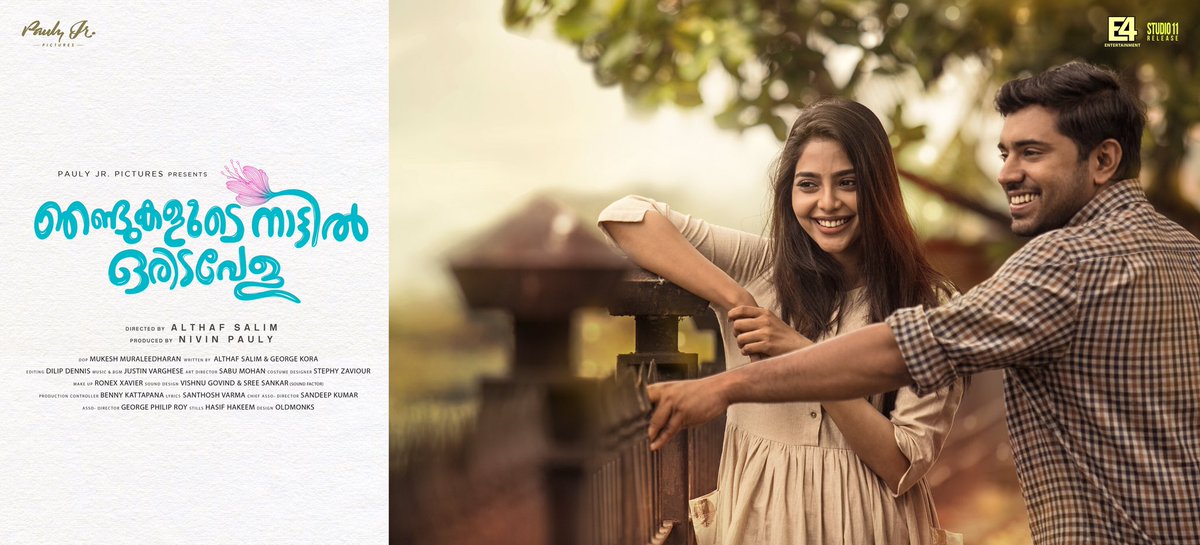 Pauly Jr.
PICTURES
E4
ENTERTAINMENT
STUDIO 11
RELEASE
PAULY JR. PICTURES PRESENTS
ഞണ്ടുകളുടെ നാട്ടിൽ
ഒരിടവേള
DIRECTED BY ALTHAF SALIM
PRODUCED BY NIVIN PAULY
DOP MUKESH MURALEEDHARAN WRITTEN BY ALTHAF SALIM & GEORGE KORA
EDITING DILIP DENNIS MUSIC & BGM JUSTIN VARGHESE ART DIRECTOR SABU MOHAN COSTUME DESIGNER STEPHY ZAVIOUR
MAKE UP RONEX XAVIER SOUND DESIGN VISHNU GOVIND & SREE SANKAR (SOUND FACTOR)
PRODUCTION CONTROLLER BENNY KATTAPANA LYRICS SANTHOSH VARMA CHIEF ASSO- DIRECTOR SANDEEP KUMAR
ASSO- DIRECTOR GEORGE PHILIP ROY STILLS HASIF HAKEEM DESIGN OLDMONKS